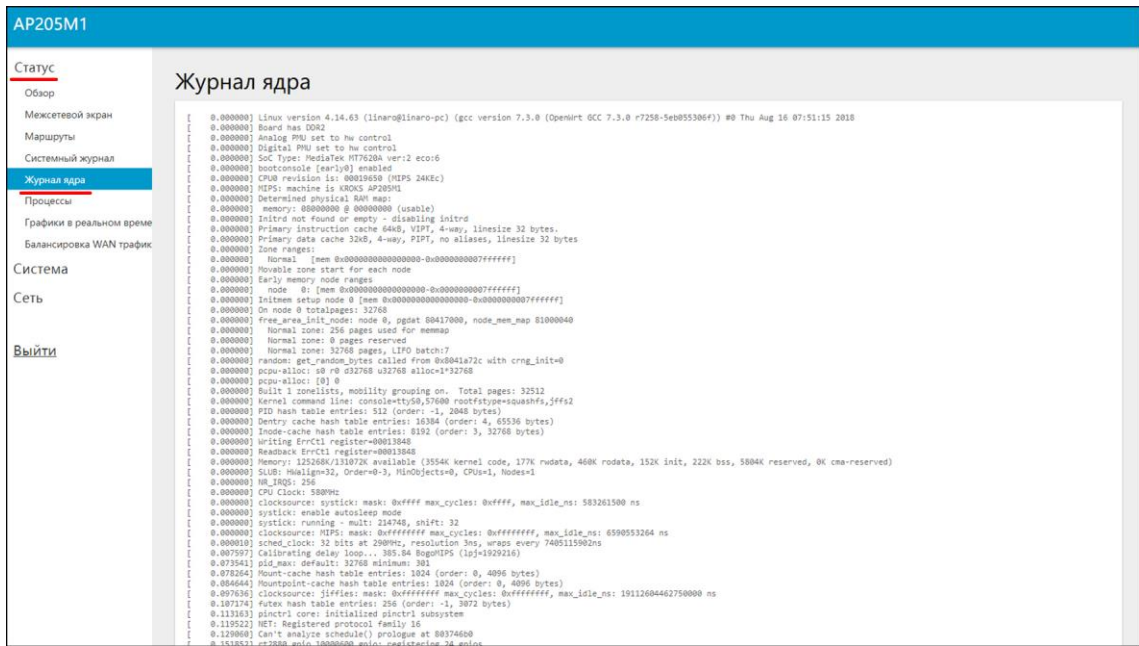 AP205M1
Статус
Обзор
Межсетевой экран
Маршруты
Системный журнал
Журнал ядра
Процессы
Графики в реальном време
Балансировка WAN трафик
Система
Сеть
Выйти
Журнал ядра
[ 0.000000] Linux version 4.14.63 (linaro@linaro-pc) (gcc version 7.3.0 (OpenWrt GCC 7.3.0 r7258-5eb055306f)) #0 Thu Aug 16 07:51:15 2018
[ 0.000000] Board has DDR2
[ 0.000000] Analog PMU set to hw control
[ 0.000000] Digital PMU set to hw control
[ 0.000000] SoC Type: MediaTek MT7620A ver:2 eco:6
[ 0.000000] bootconsole [early0] enabled
[ 0.000000] CPU0 revision is: 00019650 (MIPS 24KEc)
[ 0.000000] MIPS: machine is KROKS AP205M1
[ 0.000000] Determined physical RAM map:
[ 0.000000] memory: 08000000 @ 00000000 (usable)
[ 0.000000] Initrd not found or empty - disabling initrd
[ 0.000000] Primary instruction cache 64kB, VIPT, 4-way, linesize 32 bytes.
[ 0.000000] Primary data cache 32kB, 4-way, PIPT, no aliases, linesize 32 bytes
[ 0.000000] Zone ranges:
[ 0.000000] Normal [mem 0x0000000000000000-0x0000000007ffffff]
[ 0.000000] Movable zone start for each node
[ 0.000000] Early memory node ranges
[ 0.000000] node 0: [mem 0x0000000000000000-0x0000000007ffffff]
[ 0.000000] Initmem setup node 0 [mem 0x0000000000000000-0x0000000007ffffff]
[ 0.000000] On node 0 totalpages: 32768
[ 0.000000] free_area_init_node: node 0, pgdat 80417000, node_mem_map 81000040
[ 0.000000] Normal zone: 256 pages used for memmap
[ 0.000000] Normal zone: 0 pages reserved
[ 0.000000] Normal zone: 32768 pages, LIFO batch:7
[ 0.000000] random: get_random_bytes called from 0x8041a72c with crng_init=0
[ 0.000000] pcpu-alloc: s0 r0 d32768 u32768 alloc=1*32768
[ 0.000000] pcpu-alloc: [0] 0
[ 0.000000] Built 1 zonelists, mobility grouping on. Total pages: 32512
[ 0.000000] Kernel command line: console=ttyS0,57600 rootfstype=squashfs,jffs2
[ 0.000000] PID hash table entries: 512 (order: -1, 2048 bytes)
[ 0.000000] Dentry cache hash table entries: 16384 (order: 4, 65536 bytes)
[ 0.000000] Inode-cache hash table entries: 8192 (order: 3, 32768 bytes)
[ 0.000000] Writing ErrCtl register=00013848
[ 0.000000] Readback ErrCtl register=00013848
[ 0.000000] Memory: 125268K/131072K available (3554K kernel code, 177K rwdata, 460K rodata, 152K init, 222K bss, 5804K reserved, 0K cma-reserved)
[ 0.000000] SLUB: HWalign=32, Order=0-3, MinObjects=0, CPUs=1, Nodes=1
[ 0.000000] NR_IRQS: 256
[ 0.000000] CPU Clock: 580MHz
[ 0.000000] clocksource: systick: mask: 0xffff max_cycles: 0xffff, max_idle_ns: 583261500 ns
[ 0.000000] systick: enable autosleep mode
[ 0.000000] systick: running - mult: 214748, shift: 32
[ 0.000000] clocksource: MIPS: mask: 0xffffffff max_cycles: 0xffffffff, max_idle_ns: 6590553264 ns
[ 0.000010] sched_clock: 32 bits at 290MHz, resolution 3ns, wraps every 7405115902ns
[ 0.007597] Calibrating delay loop... 385.84 BogoMIPS (lpj=1929216)
[ 0.073541] pid_max: default: 32768 minimum: 301
[ 0.078264] Mount-cache hash table entries: 1024 (order: 0, 4096 bytes)
[ 0.084644] Mountpoint-cache hash table entries: 1024 (order: 0, 4096 bytes)
[ 0.097636] clocksource: jiffies: mask: 0xffffffff max_cycles: 0xffffffff, max_idle_ns: 19112604462750000 ns
[ 0.107174] futex hash table entries: 256 (order: -1, 3072 bytes)
[ 0.113163] pinctrl core: initialized pinctrl subsystem
[ 0.119522] NET: Registered protocol family 16
[ 0.129060] Can't analyze schedule() prologue at 803746b0
[ 0.151852] rt2880_gpio 10000600.gpio: registering 24 gpios